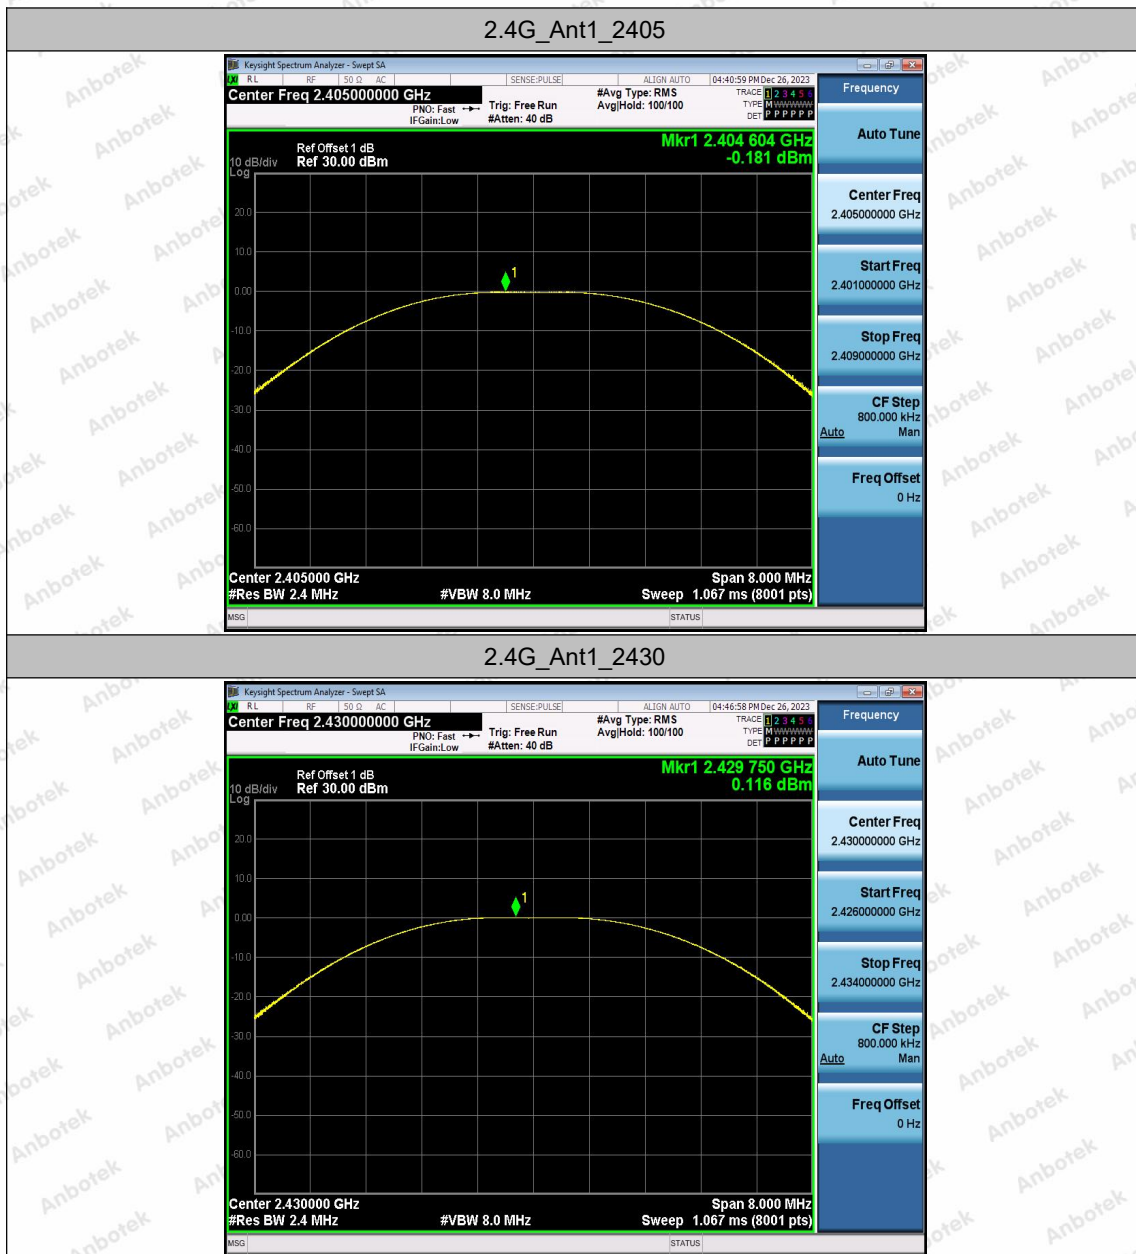 2.4G_Ant1_2405
Keysight Spectrum Analyzer - Swept SA
LXI RL RF 50 Ω AC SENSE:PULSE ALIGN AUTO 04:40:59 PM Dec 26, 2023
Center Freq 2.405000000 GHz
PNO: Fast
IFGain:Low
Trig: Free Run
#Atten: 40 dB
#Avg Type: RMS
Avg|Hold: 100/100
TRACE 1 2 3 4 5 6
TYPE M WWWWW
DET P P P P P P
Ref Offset 1 dB
10 dB/div Ref 30.00 dBm
Log
Mkr1 2.404 604 GHz
-0.181 dBm
20.0
10.0
1
0.00
-10.0
-20.0
-30.0
-40.0
-50.0
-60.0
Center 2.405000 GHz Span 8.000 MHz
#Res BW 2.4 MHz #VBW 8.0 MHz Sweep 1.067 ms (8001 pts)
MSG STATUS
Frequency
Auto Tune
Center Freq
2.405000000 GHz
Start Freq
2.401000000 GHz
Stop Freq
2.409000000 GHz
CF Step
800.000 kHz
Auto Man
Freq Offset
0 Hz
2.4G_Ant1_2430
Keysight Spectrum Analyzer - Swept SA
LXI RL RF 50 Ω AC SENSE:PULSE ALIGN AUTO 04:46:58 PM Dec 26, 2023
Center Freq 2.430000000 GHz
PNO: Fast
IFGain:Low
Trig: Free Run
#Atten: 40 dB
#Avg Type: RMS
Avg|Hold: 100/100
TRACE 1 2 3 4 5 6
TYPE M WWWWW
DET P P P P P P
Ref Offset 1 dB
10 dB/div Ref 30.00 dBm
Log
Mkr1 2.429 750 GHz
0.116 dBm
20.0
10.0
1
0.00
-10.0
-20.0
-30.0
-40.0
-50.0
-60.0
Center 2.430000 GHz Span 8.000 MHz
#Res BW 2.4 MHz #VBW 8.0 MHz Sweep 1.067 ms (8001 pts)
MSG STATUS
Frequency
Auto Tune
Center Freq
2.430000000 GHz
Start Freq
2.426000000 GHz
Stop Freq
2.434000000 GHz
CF Step
800.000 kHz
Auto Man
Freq Offset
0 Hz
Anbotek